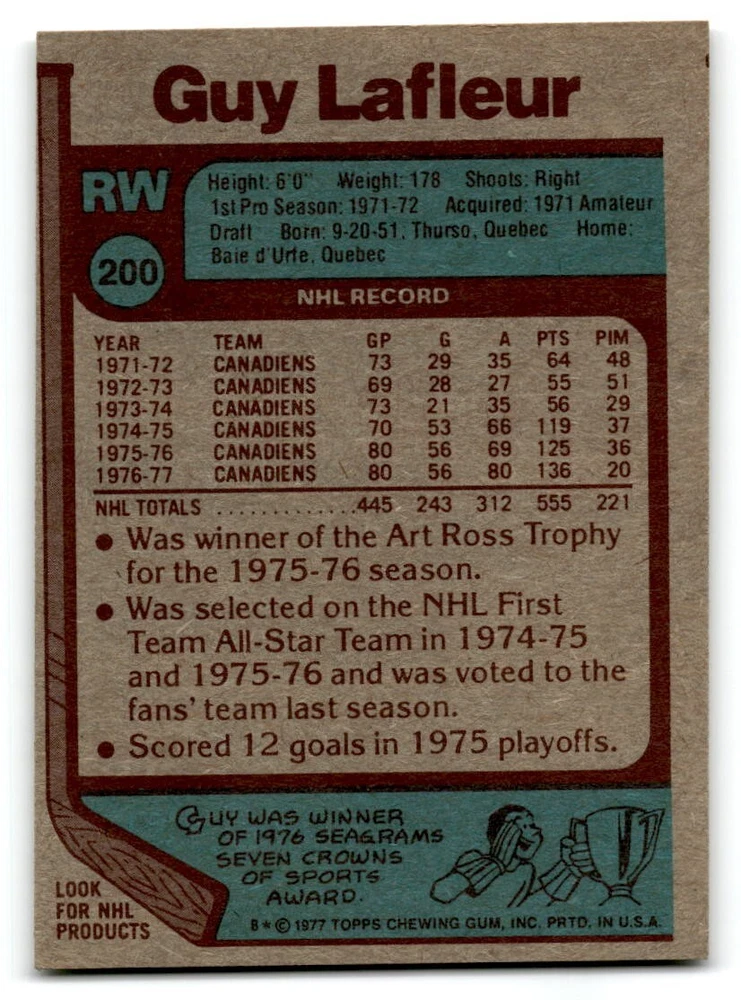 Guy Lafleur
RW
200
Height: 6'0" Weight: 178 Shoots: Right
1st Pro Season: 1971-72 Acquired: 1971 Amateur
Draft Born: 9-20-51, Thurso, Quebec Home:
Baie d'Urfe, Quebec
NHL RECORD
YEAR TEAM GP G A PTS PIM
1971-72 CANADIENS 73 29 35 64 48
1972-73 CANADIENS 69 28 27 55 51
1973-74 CANADIENS 73 21 35 56 29
1974-75 CANADIENS 70 53 66 119 37
1975-76 CANADIENS 80 56 69 125 36
1976-77 CANADIENS 80 56 80 136 20
NHL TOTALS .............445 243 312 555 221
● Was winner of the Art Ross Trophy
for the 1975-76 season.
● Was selected on the NHL First
Team All-Star Team in 1974-75
and 1975-76 and was voted to the
fans' team last season.
● Scored 12 goals in 1975 playoffs.
GUY WAS WINNER
OF 1976 SEAGRAMS
SEVEN CROWNS
OF SPORTS
AWARD.
LOOK
FOR NHL
PRODUCTS
B*© 1977 TOPPS CHEWING GUM, INC. PRTD. IN U.S.A.